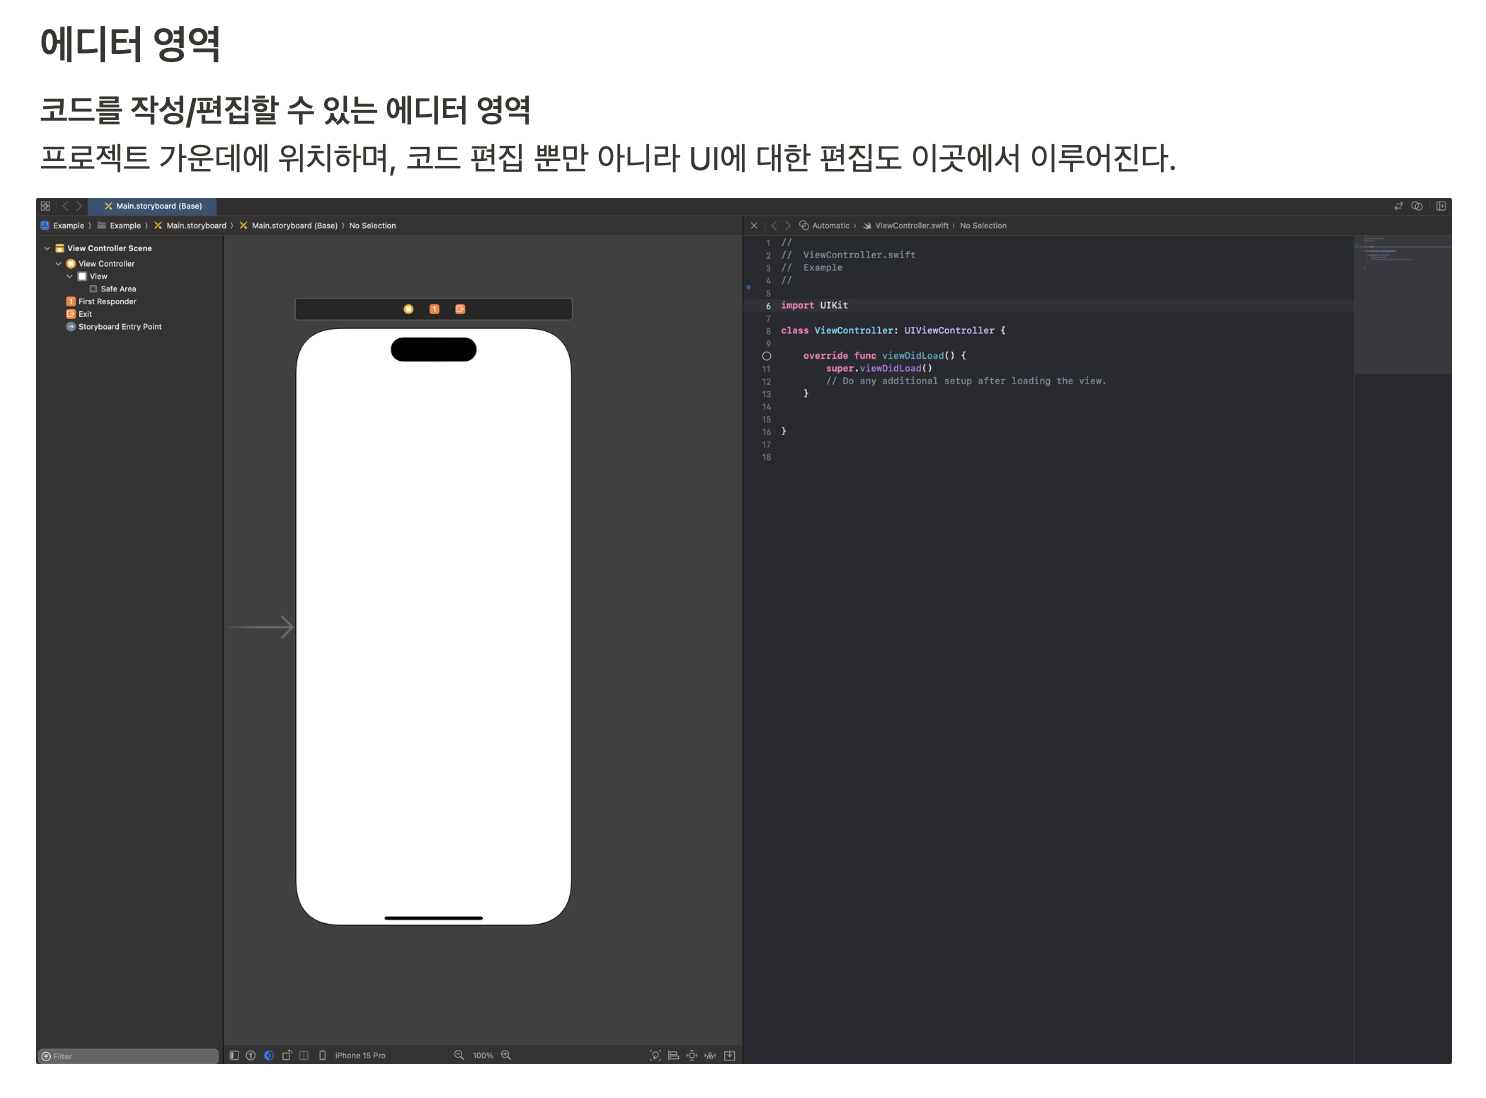 에디터 영역
코드를 작성/편집할 수 있는 에디터 영역
프로젝트 가운데에 위치하며, 코드 편집 뿐만 아니라 UI에 대한 편집도 이곳에서 이루어진다.
Main.storyboard (Base)
Example 〉 Example 〉 Main.storyboard 〉 Main.storyboard (Base) 〉 No Selection
View Controller Scene
View Controller
View
Safe Area
1 First Responder
Exit
Storyboard Entry Point
1
Filter
iPhone 15 Pro 100%
Automatic 〉 ViewController.swift 〉 No Selection
1 //
2 //  ViewController.swift
3 //  Example
4 //
5
6 import UIKit
7
8 class ViewController: UIViewController {
9
override func viewDidLoad() {
11 super.viewDidLoad()
12 // Do any additional setup after loading the view.
13 }
14
15
16 }
17
18